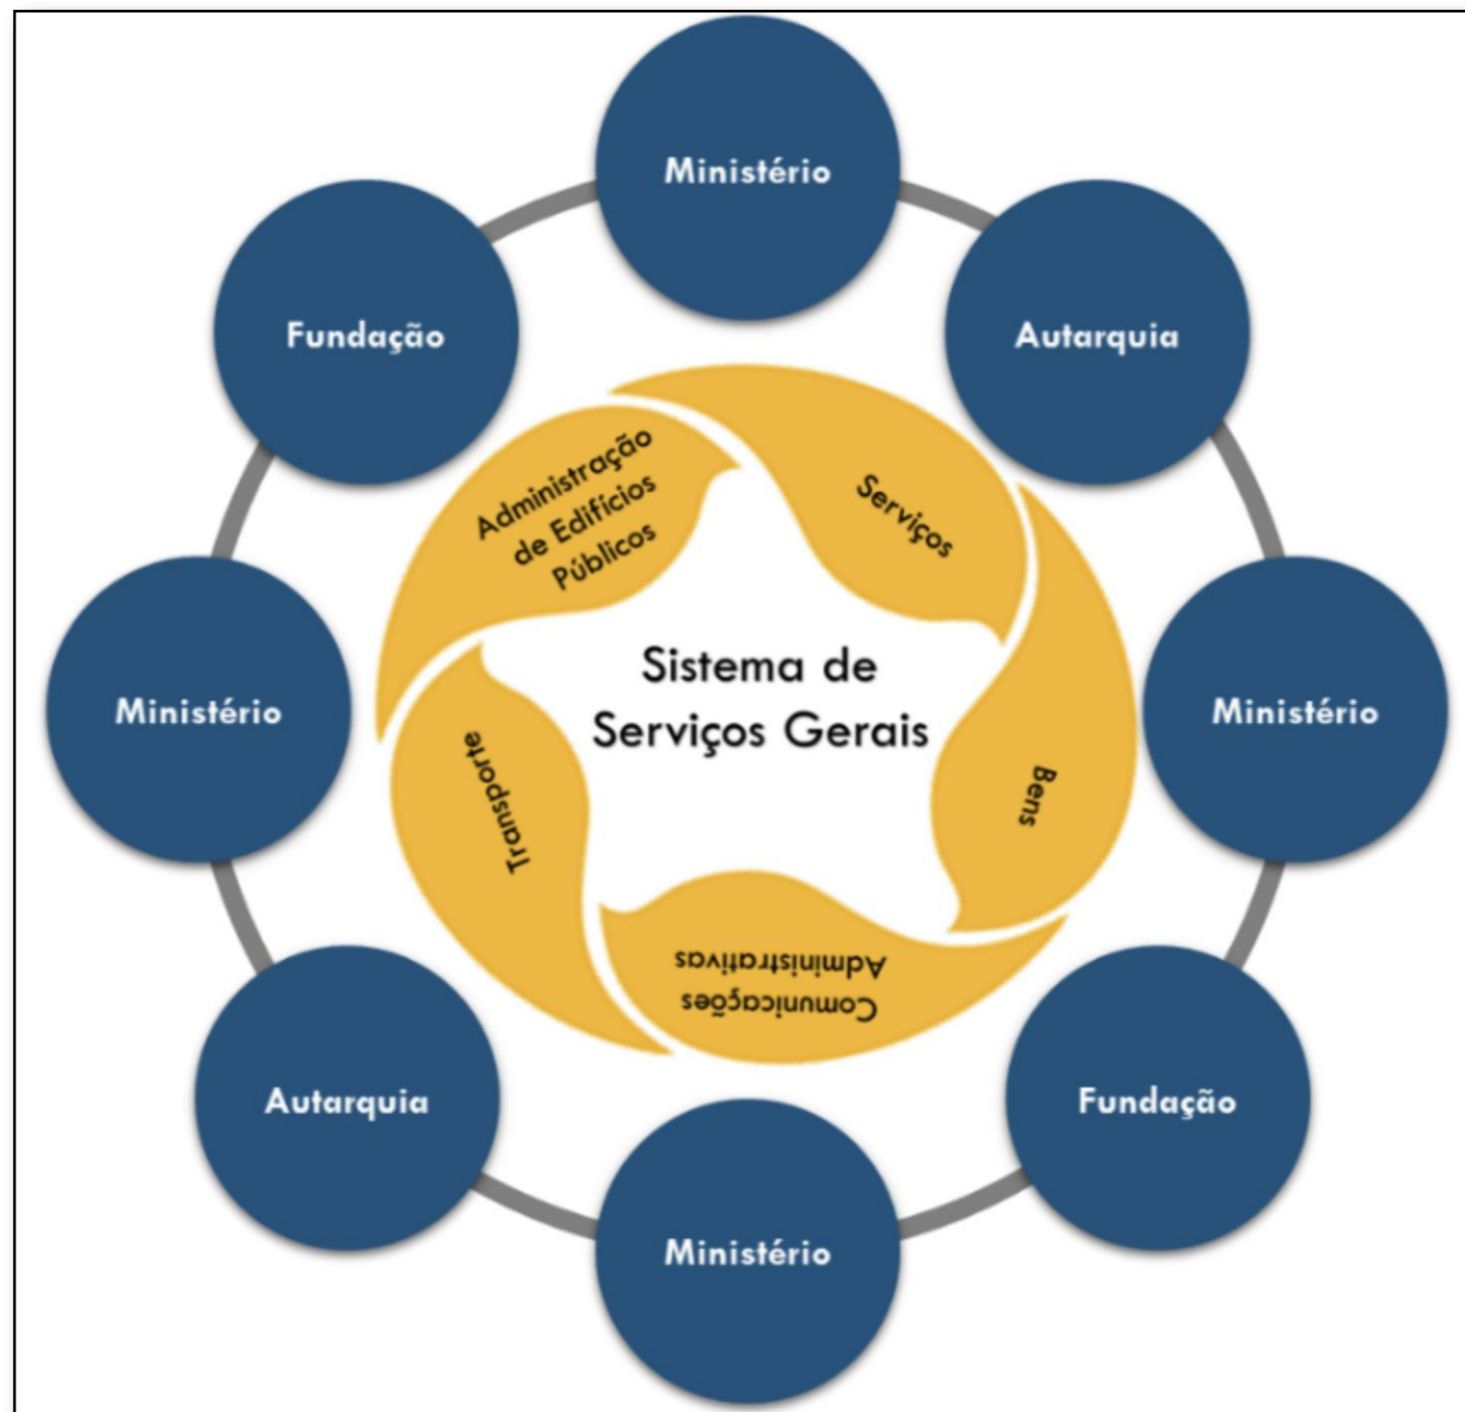 Ministério
Fundação
Autarquia
Administração
de Edifícios
Públicos
Serviços
Sistema de
Serviços Gerais
Ministério
Ministério
Transporte
Bens
Comunicações
Administrativas
Autarquia
Fundação
Ministério